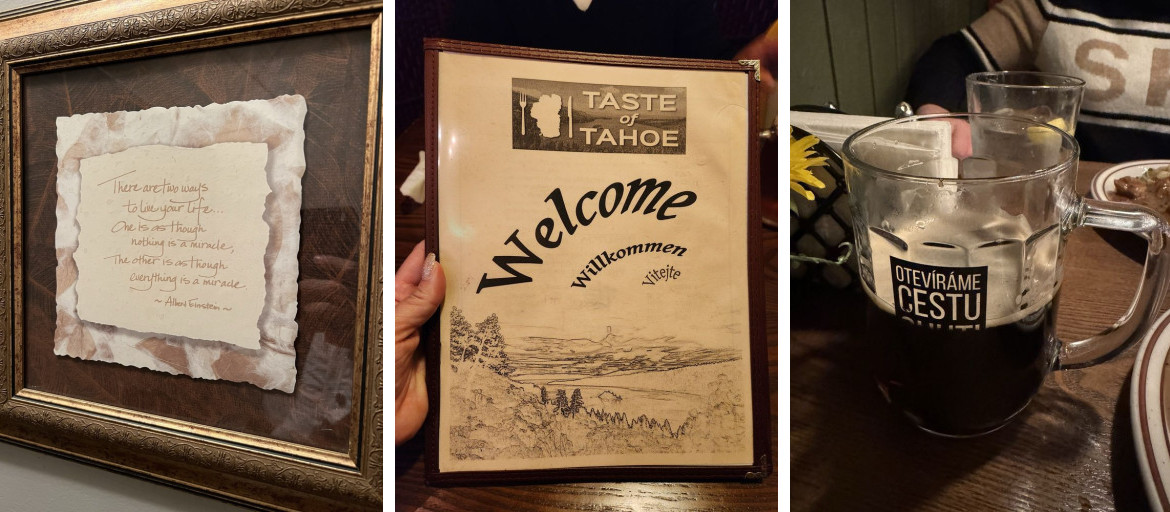 There are two ways
to live your life...
One is as though
nothing is a miracle,
The other is as though
everything is a miracle
~ Albert Einstein ~
TASTE
of
TAHOE
Welcome
Willkommen
Vitejte
OTEVÍRÁME
CESTU